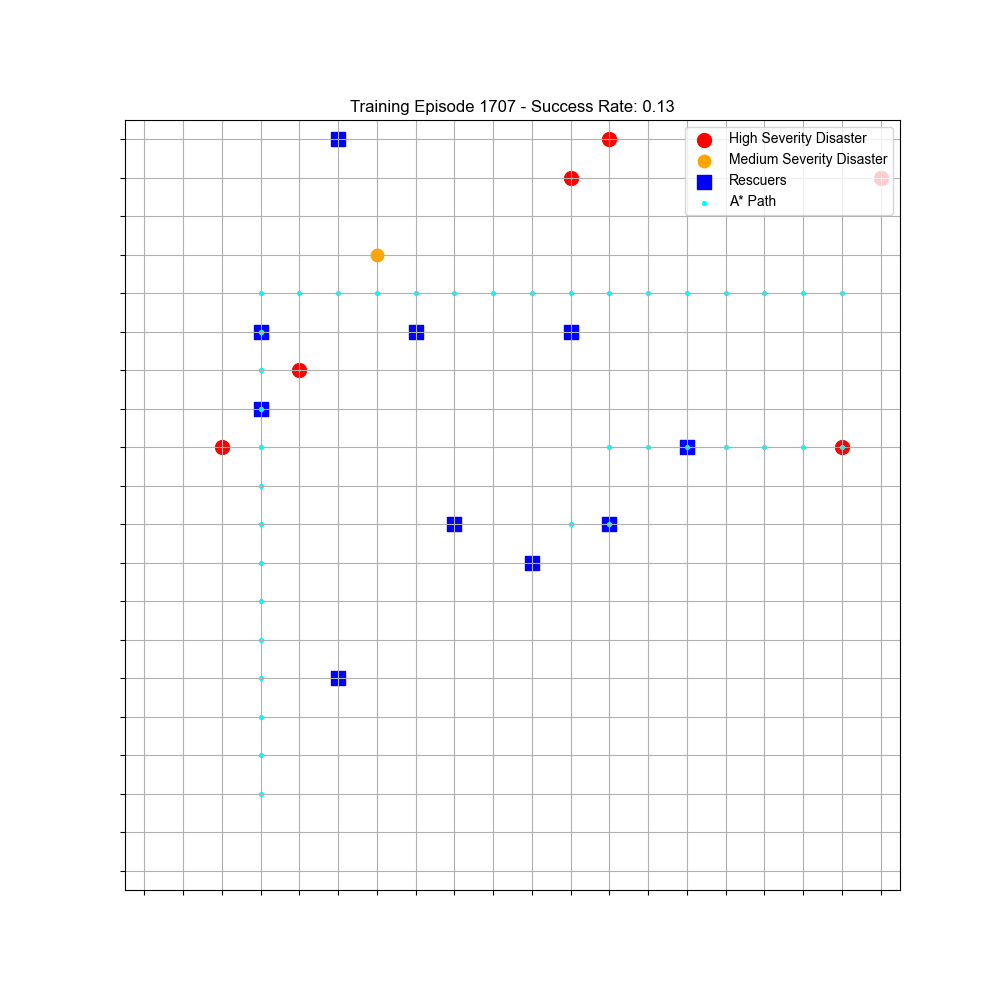 Training Episode 1707 - Success Rate: 0.13
High Severity Disaster
Medium Severity Disaster
Rescuers
A* Path